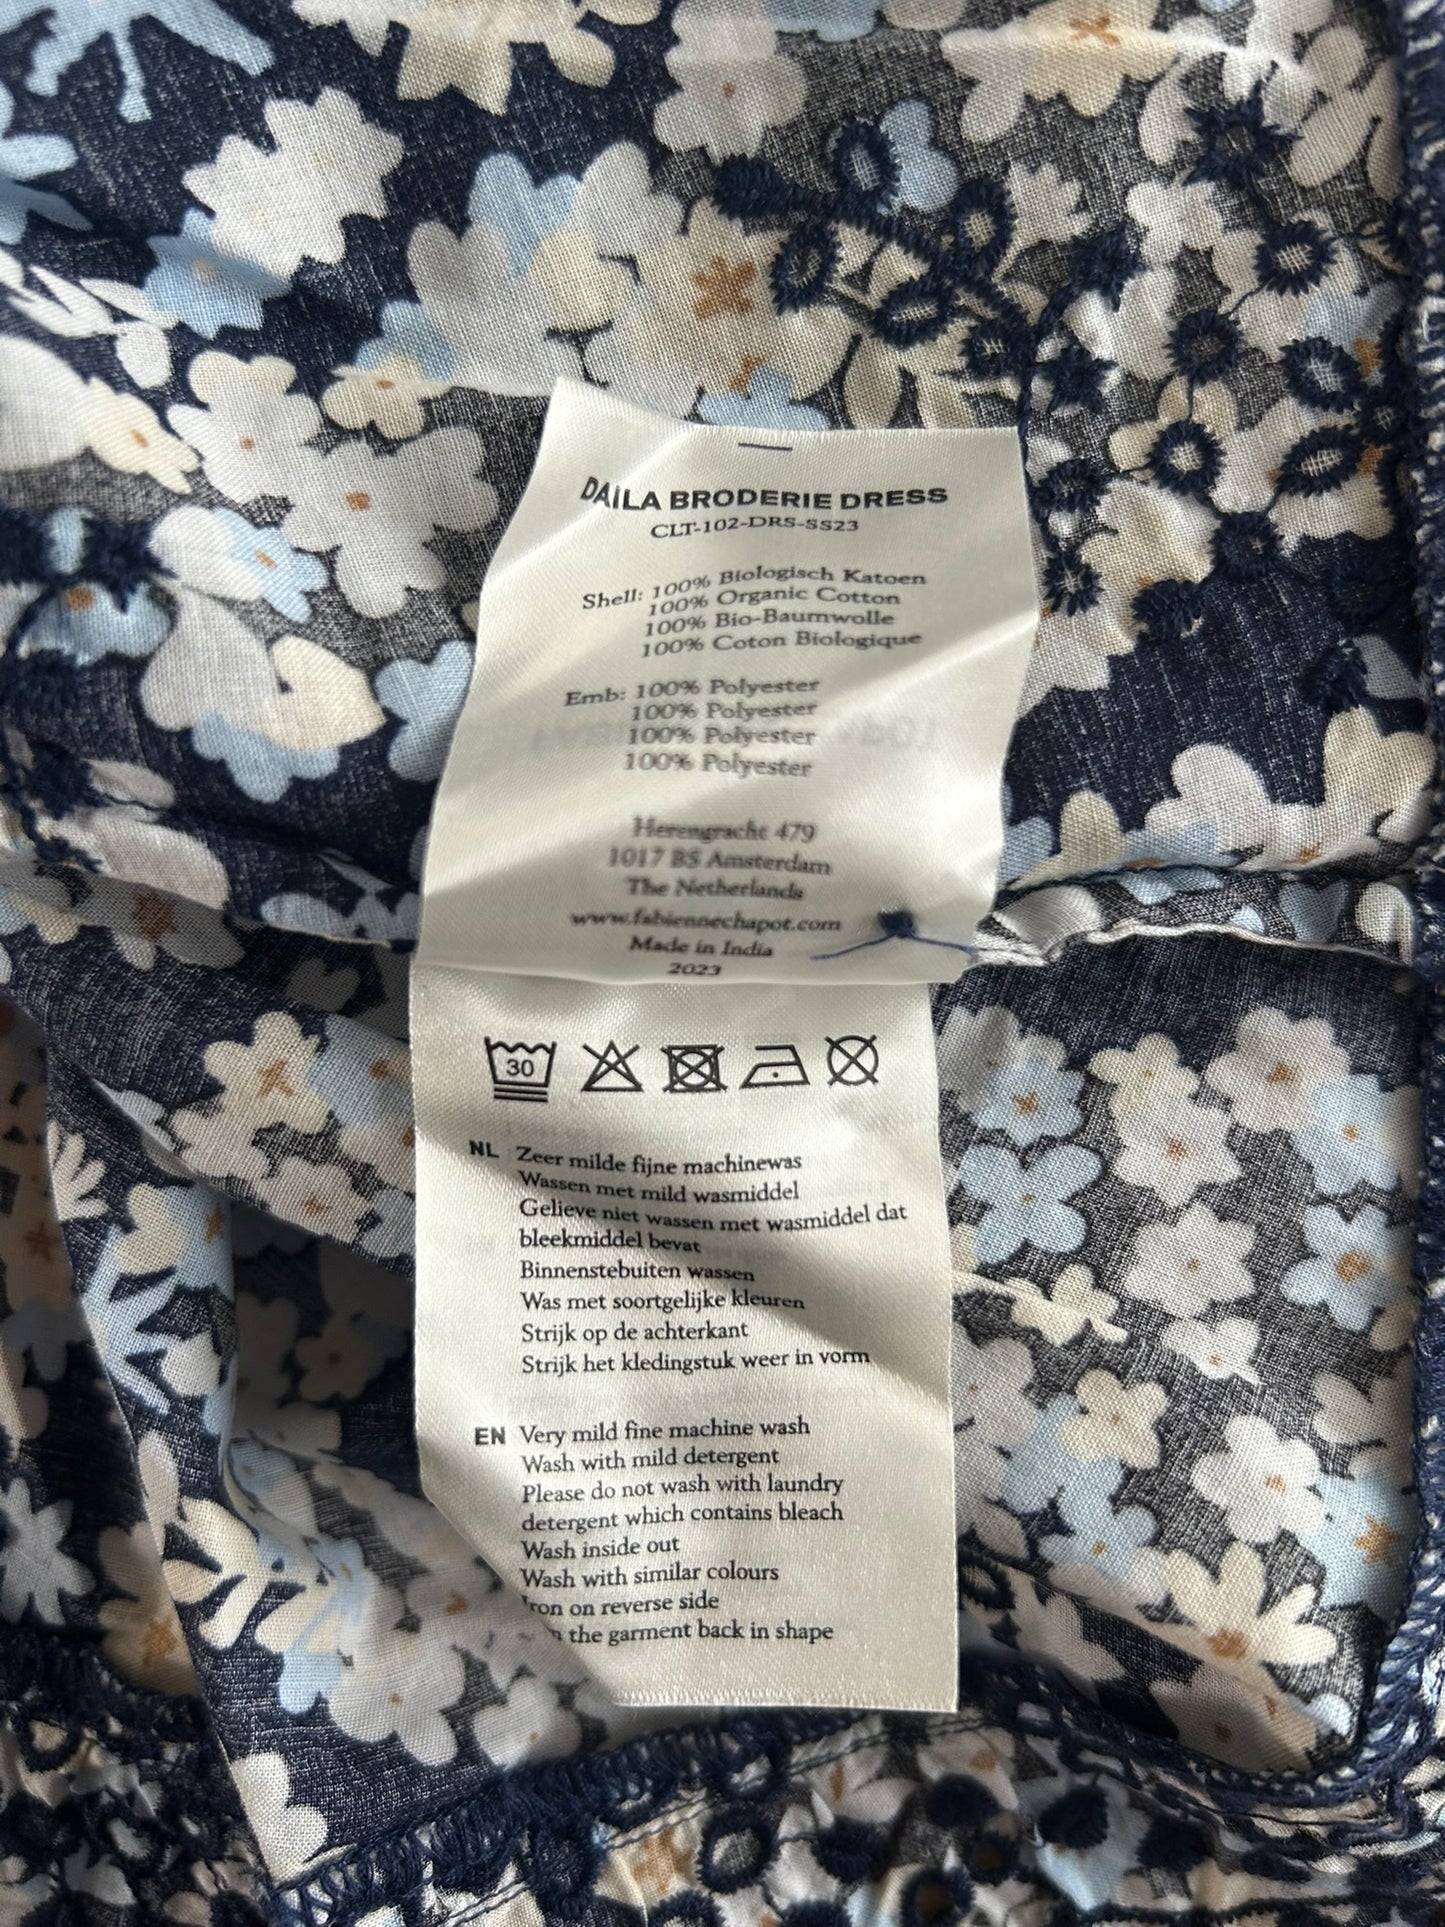 DAILA BRODERIE DRESS
CLT-102-DRS-SS23
Shell: 100% Biologisch Katoen
100% Organic Cotton
100% Bio-Baumwolle
100% Coton Biologique
Emb: 100% Polyester
100% Polyester
100% Polyester
100% Polyester
Herengracht 479
1017 BS Amsterdam
The Netherlands
www.fabiennechapot.com
Made in India
2023
30
NL Zeer milde fijne machinewas
Wassen met mild wasmiddel
Gelieve niet wassen met wasmiddel dat
bleekmiddel bevat
Binnenstebuiten wassen
Was met soortgelijke kleuren
Strijk op de achterkant
Strijk het kledingstuk weer in vorm
EN Very mild fine machine wash
Wash with mild detergent
Please do not wash with laundry
detergent which contains bleach
Wash inside out
Wash with similar colours
Iron on reverse side
the garment back in shape